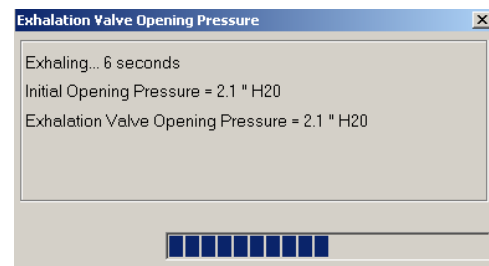 Exhalation Valve Opening Pressure
Exhaling... 6 seconds
Initial Opening Pressure = 2.1 " H20
Exhalation Valve Opening Pressure = 2.1 " H20